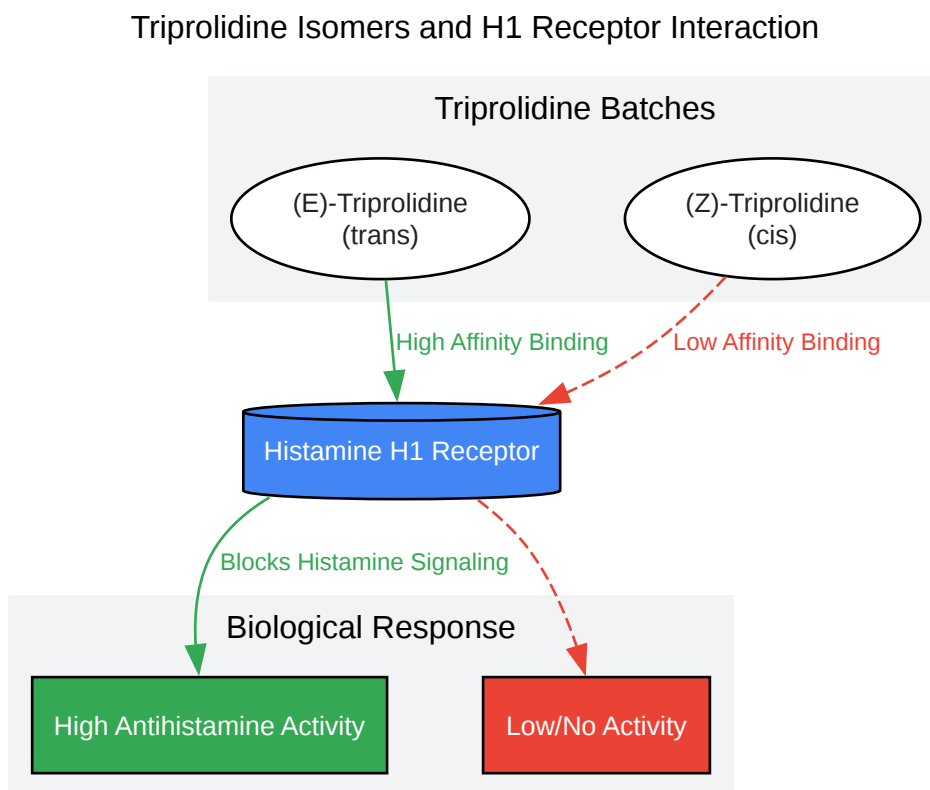 Triprolidine Isomers and H1 Receptor Interaction
Triprolidine Batches
(E)-Triprolidine
(trans)
(Z)-Triprolidine
(cis)
High Affinity Binding
Low Affinity Binding
Histamine H1 Receptor
Blocks Histamine Signaling
Biological Response
High Antihistamine Activity
Low/No Activity